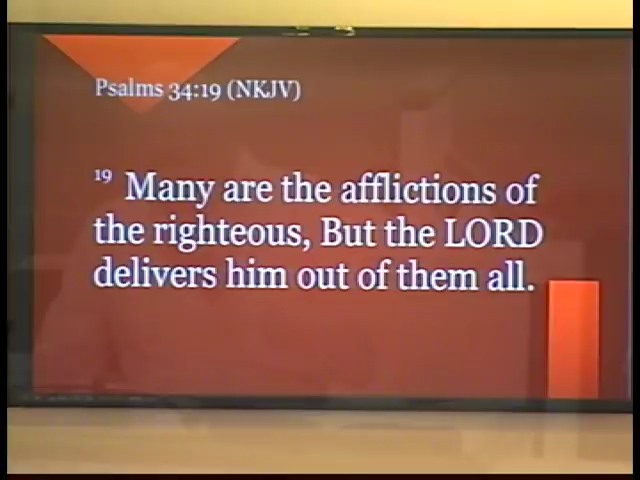 Psalms 34:19 (NKJV)
19 Many are the afflictions of
the righteous, But the LORD
delivers him out of them all.